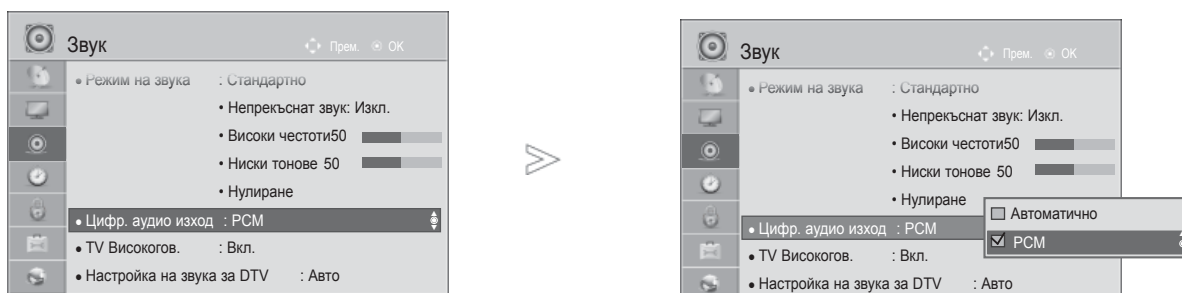 Звук
Прем. OK
• Режим на звука : Стандартно
• Непрекъснат звук: Изкл.
• Високи честоти50
• Ниски тонове 50
• Нулиране
• Цифр. аудио изход : PCM
• TV Високогов. : Вкл.
• Настройка на звука за DTV : Авто
Звук
Прем. OK
• Режим на звука : Стандартно
• Непрекъснат звук: Изкл.
• Високи честоти50
• Ниски тонове 50
• Нулиране
• Цифр. аудио изход : PCM
Автоматично
PCM
• TV Високогов. : Вкл.
• Настройка на звука за DTV : Авто